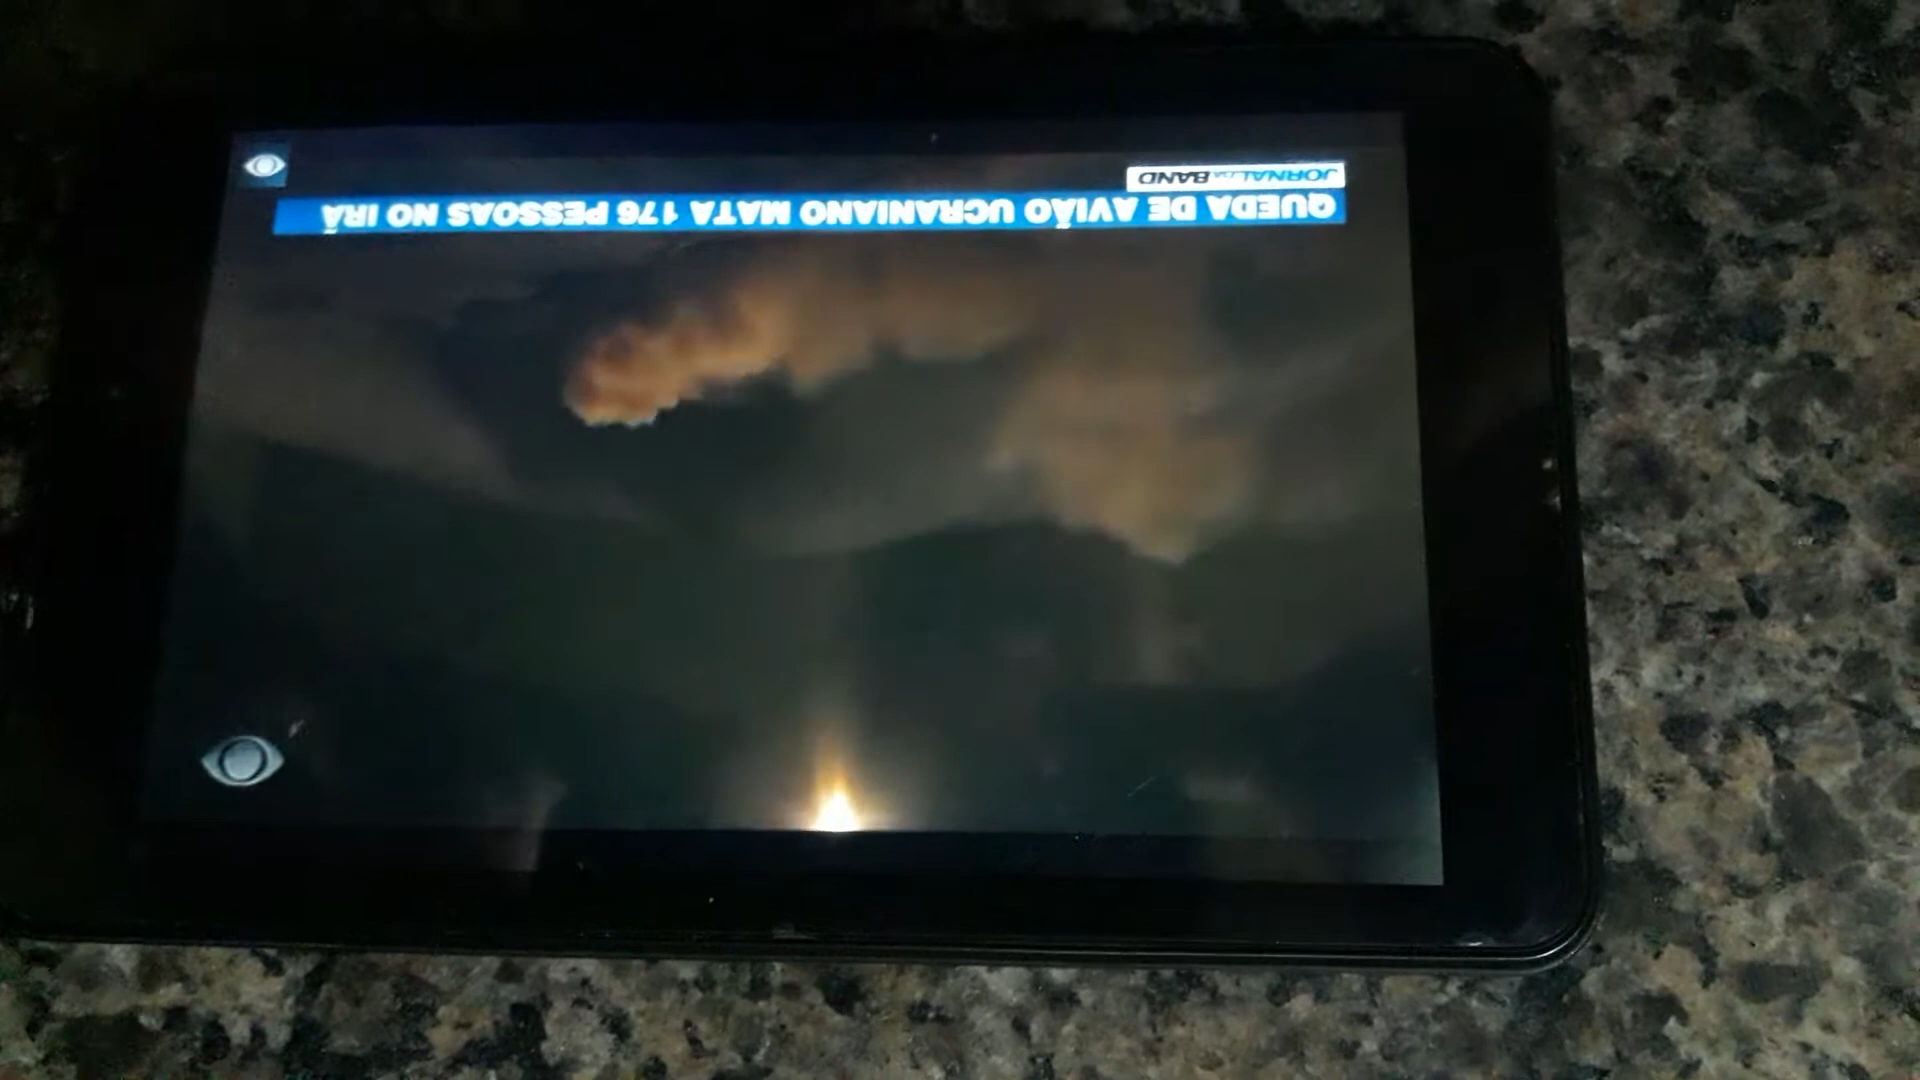 QUEDA DE AVIÃO UCRANIANO MATA 176 PESSOAS NO IRÃ
JORNAL DA BAND